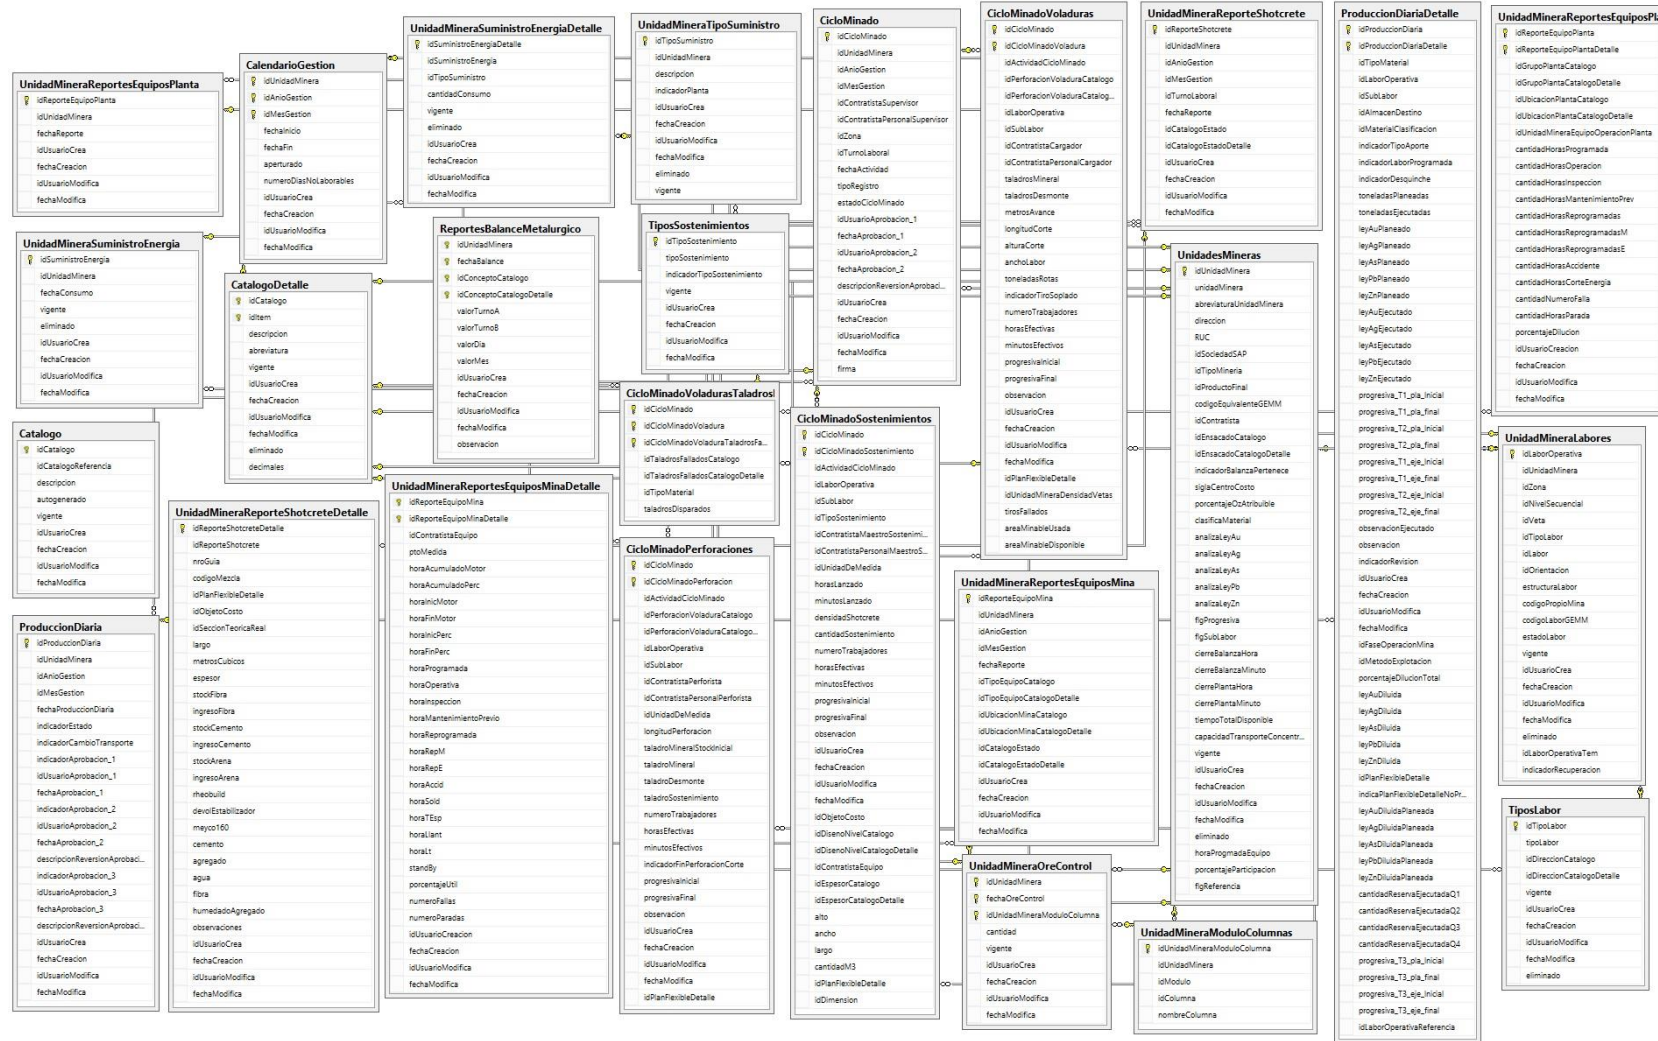 UnidadMineraReportesEquiposPlanta
idReporteEquipoPlanta
idUnidadMinera
fechaReporte
idUsuarioCrea
fechaCreacion
idUsuarioModifica
fechaModifica
UnidadMineraSuministroEnergia
idSuministroEnergia
idUnidadMinera
fechaConsumo
vigente
eliminado
idUsuarioCrea
fechaCreacion
idUsuarioModifica
fechaModifica
Catalogo
idCatalogo
idCatalogoReferencia
descripcion
autogenerado
vigente
idUsuarioCrea
fechaCreacion
idUsuarioModifica
fechaModifica
ProduccionDiaria
idProduccionDiaria
idUnidadMinera
idAnioGestion
idMesGestion
fechaProduccionDiaria
indicadorEstado
indicadorCambioTransporte
indicadorAprobacion_1
idUsuarioAprobacion_1
fechaAprobacion_1
indicadorAprobacion_2
idUsuarioAprobacion_2
fechaAprobacion_2
descripcionReversionAprobaci...
indicadorAprobacion_3
idUsuarioAprobacion_3
fechaAprobacion_3
descripcionReversionAprobaci...
idUsuarioCrea
fechaCreacion
idUsuarioModifica
fechaModifica
CalendarioGestion
idUnidadMinera
idAnioGestion
idMesGestion
fechaInicio
fechaFin
aperturado
numeroDiasNoLaborables
idUsuarioCrea
fechaCreacion
idUsuarioModifica
fechaModifica
CatalogoDetalle
idCatalogo
idItem
descripcion
abreviatura
vigente
idUsuarioCrea
fechaCreacion
idUsuarioModifica
fechaModifica
eliminado
decimales
UnidadMineraReporteShotcreteDetalle
idReporteShotcreteDetalle
idReporteShotcrete
nroGuia
codigoMezcla
idPlanFlexibleDetalle
idObjetoCosto
idSeccionTeoricaReal
largo
metrosCubicos
espesor
stockFibra
ingresoFibra
stockCemento
ingresoCemento
stockArena
ingresoArena
rheobuild
devolEstabilizador
meyco160
cemento
agregado
agua
fibra
humedadoAgregado
observaciones
idUsuarioCrea
fechaCreacion
idUsuarioModifica
fechaModifica
UnidadMineraSuministroEnergiaDetalle
idSuministroEnergiaDetalle
idSuministroEnergia
idTipoSuministro
cantidadConsumo
vigente
eliminado
idUsuarioCrea
fechaCreacion
idUsuarioModifica
fechaModifica
ReportesBalanceMetalurgico
idUnidadMinera
fechaBalance
idConceptoCatalogo
idConceptoCatalogoDetalle
valorTurnoA
valorTurnoB
valorDia
valorMes
idUsuarioCrea
fechaCreacion
idUsuarioModifica
fechaModifica
observacion
UnidadMineraReportesEquiposMinaDetalle
idReporteEquipoMina
idReporteEquipoMinaDetalle
idContratistaEquipo
ptoMedida
horaAcumuladoMotor
horaAcumuladoPerc
horaInicMotor
horaFinMotor
horaInicPerc
horaFinPerc
horaProgramada
horaOperativa
horaInspeccion
horaMantenimientoPrevio
horaReprogramada
horaRepM
horaRepE
horaAccid
horaSold
horaTEsp
horaLlant
horaLt
standBy
porcentajeUtil
numeroFallas
numeroParadas
idUsuarioCreacion
fechaCreacion
idUsuarioModifica
fechaModifica
UnidadMineraTipoSuministro
idTipoSuministro
idUnidadMinera
descripcion
indicadorPlanta
idUsuarioCrea
fechaCreacion
idUsuarioModifica
fechaModifica
eliminado
vigente
TiposSostenimientos
idTipoSostenimiento
tipoSostenimiento
indicadorTipoSostenimiento
vigente
idUsuarioCrea
fechaCreacion
idUsuarioModifica
fechaModifica
CicloMinadoVoladurasTaladrosl
idCicloMinado
idCicloMinadoVoladura
idCicloMinadoVoladuraTaladrosFa...
idTaladrosFalladosCatalogo
idTaladrosFalladosCatalogoDetalle
idTipoMaterial
taladrosDisparados
CicloMinadoPerforaciones
idCicloMinado
idCicloMinadoPerforacion
idActividadCicloMinado
idPerforacionVoladuraCatalogo
idPerforacionVoladuraCatalogo...
idLaborOperativa
idSubLabor
idContratistaPerforista
idContratistaPersonalPerforista
idUnidadDeMedida
longitudPerforacion
taladroMineralStockInicial
taladroMineral
taladroDesmonte
taladroSostenimiento
numeroTrabajadores
horasEfectivas
minutosEfectivos
indicadorFinPerforacionCorte
progresivaInicial
progresivaFinal
observacion
idUsuarioCrea
fechaCreacion
idUsuarioModifica
fechaModifica
idPlanFlexibleDetalle
CicloMinado
idCicloMinado
idUnidadMinera
idAnioGestion
idMesGestion
idContratistaSupervisor
idContratistaPersonalSupervisor
idZona
idTurnoLaboral
fechaActividad
tipoRegistro
estadoCicloMinado
idUsuarioAprobacion_1
fechaAprobacion_1
idUsuarioAprobacion_2
fechaAprobacion_2
descripcionReversionAprobaci...
idUsuarioCrea
fechaCreacion
idUsuarioModifica
fechaModifica
firma
CicloMinadoSostenimientos
idCicloMinado
idCicloMinadoSostenimiento
idActividadCicloMinado
idLaborOperativa
idSubLabor
idTipoSostenimiento
idContratistaMaestroSostenimi...
idContratistaPersonalMaestroS...
idUnidadDeMedida
horasLanzado
minutosLanzado
densidadShotcrete
cantidadSostenimiento
numeroTrabajadores
horasEfectivas
minutosEfectivos
progresivaInicial
progresivaFinal
observacion
idUsuarioCrea
fechaCreacion
idUsuarioModifica
fechaModifica
idObjetoCosto
idDisenoNivelCatalogo
idDisenoNivelCatalogoDetalle
idContratistaEquipo
idEspesorCatalogo
idEspesorCatalogoDetalle
alto
ancho
largo
cantidadM3
idPlanFlexibleDetalle
idDimension
CicloMinadoVoladuras
idCicloMinado
idCicloMinadoVoladura
idActividadCicloMinado
idPerforacionVoladuraCatalogo
idPerforacionVoladuraCatalog...
idLaborOperativa
idSubLabor
idContratistaCargador
idContratistaPersonalCargador
taladrosMineral
taladrosDesmonte
metrosAvance
longitudCorte
alturaCorte
anchoLabor
toneladasRotas
indicadorTiroSoplado
numeroTrabajadores
horasEfectivas
minutosEfectivos
progresivaInicial
progresivaFinal
observacion
idUsuarioCrea
fechaCreacion
idUsuarioModifica
fechaModifica
idPlanFlexibleDetalle
idUnidadMineraDensidadVetas
tirosFallados
areaMinableUsada
areaMinableDisponible
UnidadMineraReportesEquiposMina
idReporteEquipoMina
idUnidadMinera
idAnioGestion
idMesGestion
fechaReporte
idTipoEquipoCatalogo
idTipoEquipoCatalogoDetalle
idUbicacionMinaCatalogo
idUbicacionMinaCatalogoDetalle
idCatalogoEstado
idCatalogoEstadoDetalle
idUsuarioCrea
fechaCreacion
idUsuarioModifica
fechaModifica
UnidadMineraOreControl
idUnidadMinera
fechaOreControl
idUnidadMineraModuloColumna
cantidad
vigente
idUsuarioCrea
fechaCreacion
idUsuarioModifica
fechaModifica
UnidadMineraReporteShotcrete
idReporteShotcrete
idUnidadMinera
idAnioGestion
idMesGestion
idTurnoLaboral
fechaReporte
idCatalogoEstado
idCatalogoEstadoDetalle
idUsuarioCrea
fechaCreacion
idUsuarioModifica
fechaModifica
UnidadesMineras
idUnidadMinera
unidadMinera
abreviaturaUnidadMinera
direccion
RUC
idSociedadSAP
idTipoMineria
idProductoFinal
codigoEquivalenteGEMM
idContratista
idEnsacadoCatalogo
idEnsacadoCatalogoDetalle
indicadorBalanzaPertenece
siglaCentroCosto
porcentajeOzAtribuible
clasificaMaterial
analizaLeyAu
analizaLeyAg
analizaLeyAs
analizaLeyPb
analizaLeyZn
flgProgresiva
flgSubLabor
cierreBalanzaHora
cierreBalanzaMinuto
cierrePlantaHora
cierrePlantaMinuto
tiempoTotalDisponible
capacidadTransporteConcentr...
vigente
idUsuarioCrea
fechaCreacion
idUsuarioModifica
fechaModifica
eliminado
horaProgmadaEquipo
porcentajeParticipacion
flgReferencia
UnidadMineraModuloColumnas
idUnidadMineraModuloColumna
idUnidadMinera
idModulo
idColumna
nombreColumna
ProduccionDiariaDetalle
idProduccionDiaria
idProduccionDiariaDetalle
idTipoMaterial
idLaborOperativa
idSubLabor
idAlmacenDestino
idMaterialClasificacion
indicadorTipoAporte
indicadorLaborProgramada
indicadorDesquinche
toneladasPlaneadas
toneladasEjecutadas
leyAuPlaneado
leyAgPlaneado
leyAsPlaneado
leyPbPlaneado
leyZnPlaneado
leyAuEjecutado
leyAgEjecutado
leyAsEjecutado
leyPbEjecutado
leyZnEjecutado
progresiva_T1_pla_inicial
progresiva_T1_pla_final
progresiva_T2_pla_inicial
progresiva_T2_pla_final
progresiva_T1_eje_inicial
progresiva_T1_eje_final
progresiva_T2_eje_inicial
progresiva_T2_eje_final
observacionEjecutado
observacion
indicadorRevision
idUsuarioCrea
fechaCreacion
idUsuarioModifica
fechaModifica
idFaseOperacionMina
idMetodoExplotacion
porcentajeDilucionTotal
leyAuDiluida
leyAgDiluida
leyAsDiluida
leyPbDiluida
leyZnDiluida
idPlanFlexibleDetalle
indicaPlanFlexibleDetalleNoPr...
leyAuDiluidaPlaneada
leyAgDiluidaPlaneada
leyAsDiluidaPlaneada
leyPbDiluidaPlaneada
leyZnDiluidaPlaneada
cantidadReservaEjecutadaQ1
cantidadReservaEjecutadaQ2
cantidadReservaEjecutadaQ3
cantidadReservaEjecutadaQ4
progresiva_T3_pla_inicial
progresiva_T3_pla_final
progresiva_T3_eje_inicial
progresiva_T3_eje_final
idLaborOperativaReferencia
UnidadMineraReportesEquiposPla
idReporteEquipoPlanta
idReporteEquipoPlantaDetalle
idGrupoPlantaCatalogo
idGrupoPlantaCatalogoDetalle
idUbicacionPlantaCatalogo
idUbicacionPlantaCatalogoDetalle
idUnidadMineraEquipoOperacionPlanta
cantidadHorasProgramada
cantidadHorasOperacion
cantidadHorasInspeccion
cantidadHorasMantenimientoPrev
cantidadHorasReprogramadas
cantidadHorasReprogramadasM
cantidadHorasReprogramadasE
cantidadHorasAccidente
cantidadHorasCorteEnergia
cantidadNumeroFalla
cantidadHorasParada
porcentajeDilucion
idUsuarioCreacion
fechaCreacion
idUsuarioModifica
fechaModifica
UnidadMineraLabores
idLaborOperativa
idUnidadMinera
idZona
idNivelSecuencial
idVeta
idTipoLabor
idLabor
idOrientacion
estructuraLabor
codigoPropioMina
codigoLaborGEMM
estadoLabor
vigente
idUsuarioCrea
fechaCreacion
idUsuarioModifica
fechaModifica
eliminado
idLaborOperativaTem
indicadorRecuperacion
TiposLabor
idTipoLabor
tipoLabor
idDireccionCatalogo
idDireccionCatalogoDetalle
vigente
idUsuarioCrea
fechaCreacion
idUsuarioModifica
fechaModifica
eliminado